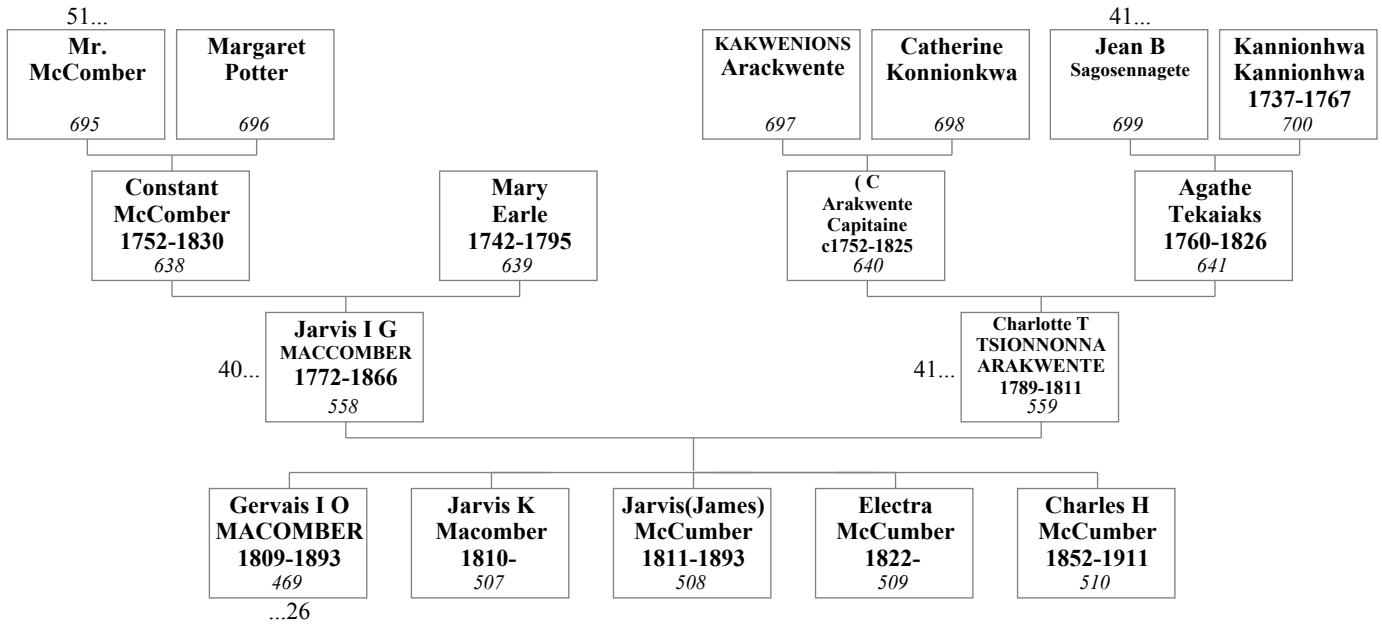 51...
Mr.
McComber
695
Margaret
Potter
696
KAKWENIONS
Arackwente
697
Catherine
Konnionkwa
698
41...
Jean B
Sagosennagete
699
Kannionhwa
Kannionhwa
1737-1767
700
Constant
McComber
1752-1830
638
Mary
Earle
1742-1795
639
( C
Arakwente
Capitaine
c1752-1825
640
Agathe
Tekaiaks
1760-1826
641
40...
Jarvis I G
MACCOMBER
1772-1866
558
41...
Charlotte T
TSIONNONNA
ARAKWENTE
1789-1811
559
Gervais I O
MACOMBER
1809-1893
469
...26
Jarvis K
Macomber
1810-
507
Jarvis(James)
McCumber
1811-1893
508
Electra
McCumber
1822-
509
Charles H
McCumber
1852-1911
510